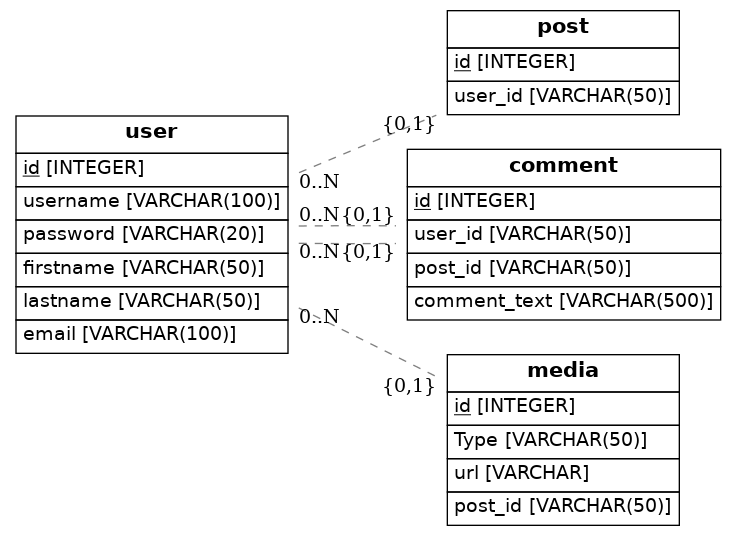 user
id [INTEGER]
username [VARCHAR(100)]
password [VARCHAR(20)]
firstname [VARCHAR(50)]
lastname [VARCHAR(50)]
email [VARCHAR(100)]
{0,1}
0..N
0..N{0,1}
0..N{0,1}
0..N
{0,1}
post
id [INTEGER]
user_id [VARCHAR(50)]
comment
id [INTEGER]
user_id [VARCHAR(50)]
post_id [VARCHAR(50)]
comment_text [VARCHAR(500)]
media
id [INTEGER]
Type [VARCHAR(50)]
url [VARCHAR]
post_id [VARCHAR(50)]